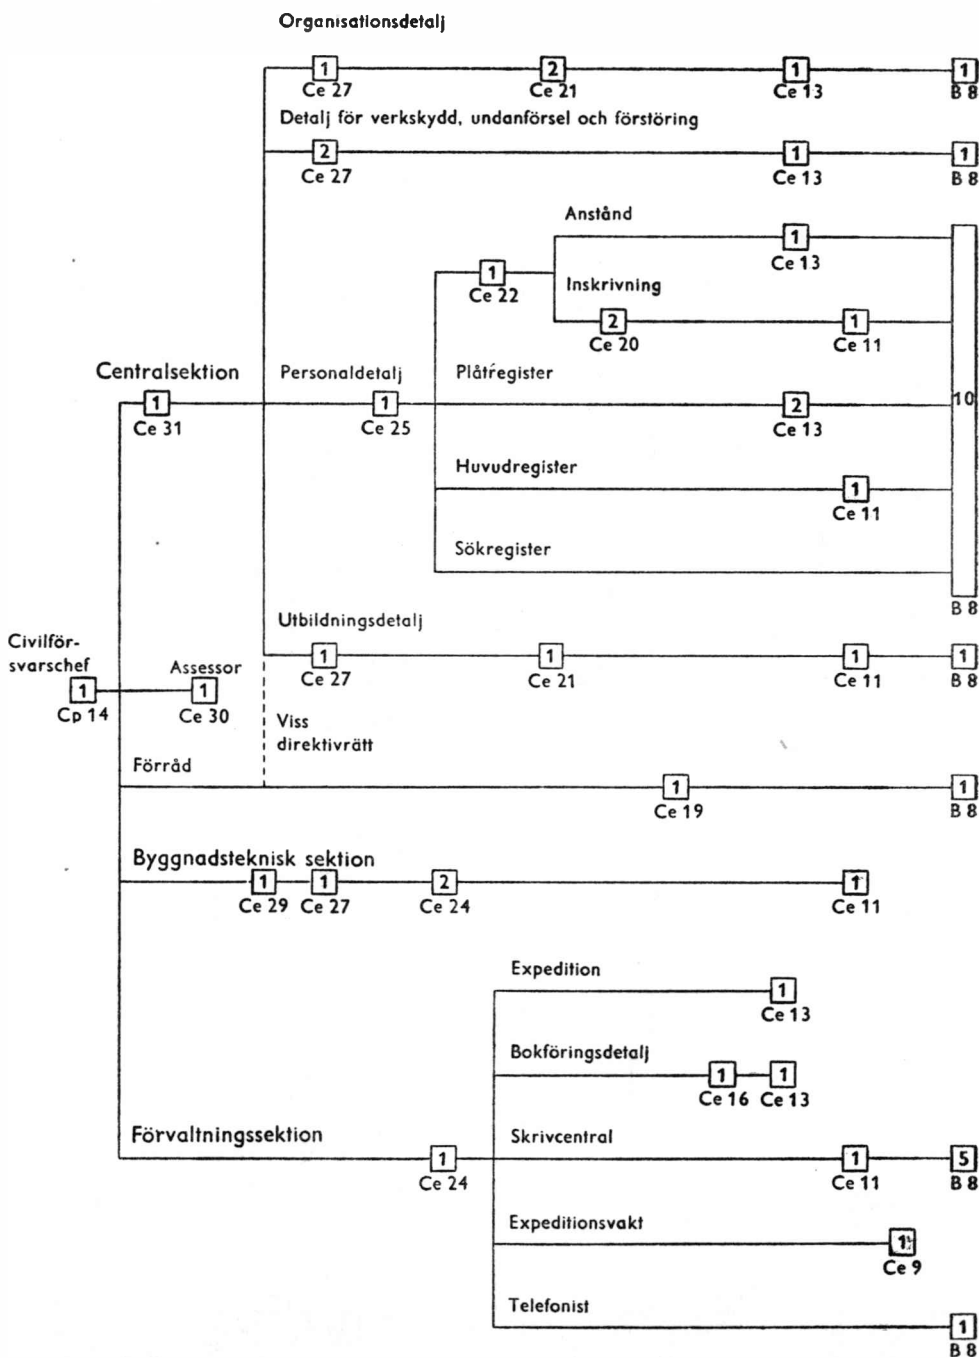 Organisationsdetalj
1 2 1 1
Ce 27 Ce 21 Ce 13 B 8
Detalj för verkskydd, undanförsel och förstöring
2 1 1
Ce 27 Ce 13 B 8
Anstånd
1
Ce 13
1
Ce 22
Inskrivning
2 1
Ce 20 Ce 11
Centralsektion Personaldetalj Plåtregister
1 1 2 10
Ce 31 Ce 25 Ce 13
Huvudregister
1
Ce 11
Sökregister
B 8
Utbildningsdetalj
1 1 1 1
Ce 27 Ce 21 Ce 11 B 8
Civilför-
svarschef
1
Cp 14
Assessor
1
Ce 30
Viss
direktivrätt
Förråd
1 1
Ce 19 B 8
Byggnadsteknisk sektion
1 1 2 1
Ce 29 Ce 27 Ce 24 Ce 11
Expedition
1
Ce 13
Bokföringsdetalj
1 1
Ce 16 Ce 13
Förvaltningssektion
1
Ce 24
Skrivcentral
1 5
Ce 11 B 8
Expeditionsvakt
1
Ce 9
Telefonist
1
B 8